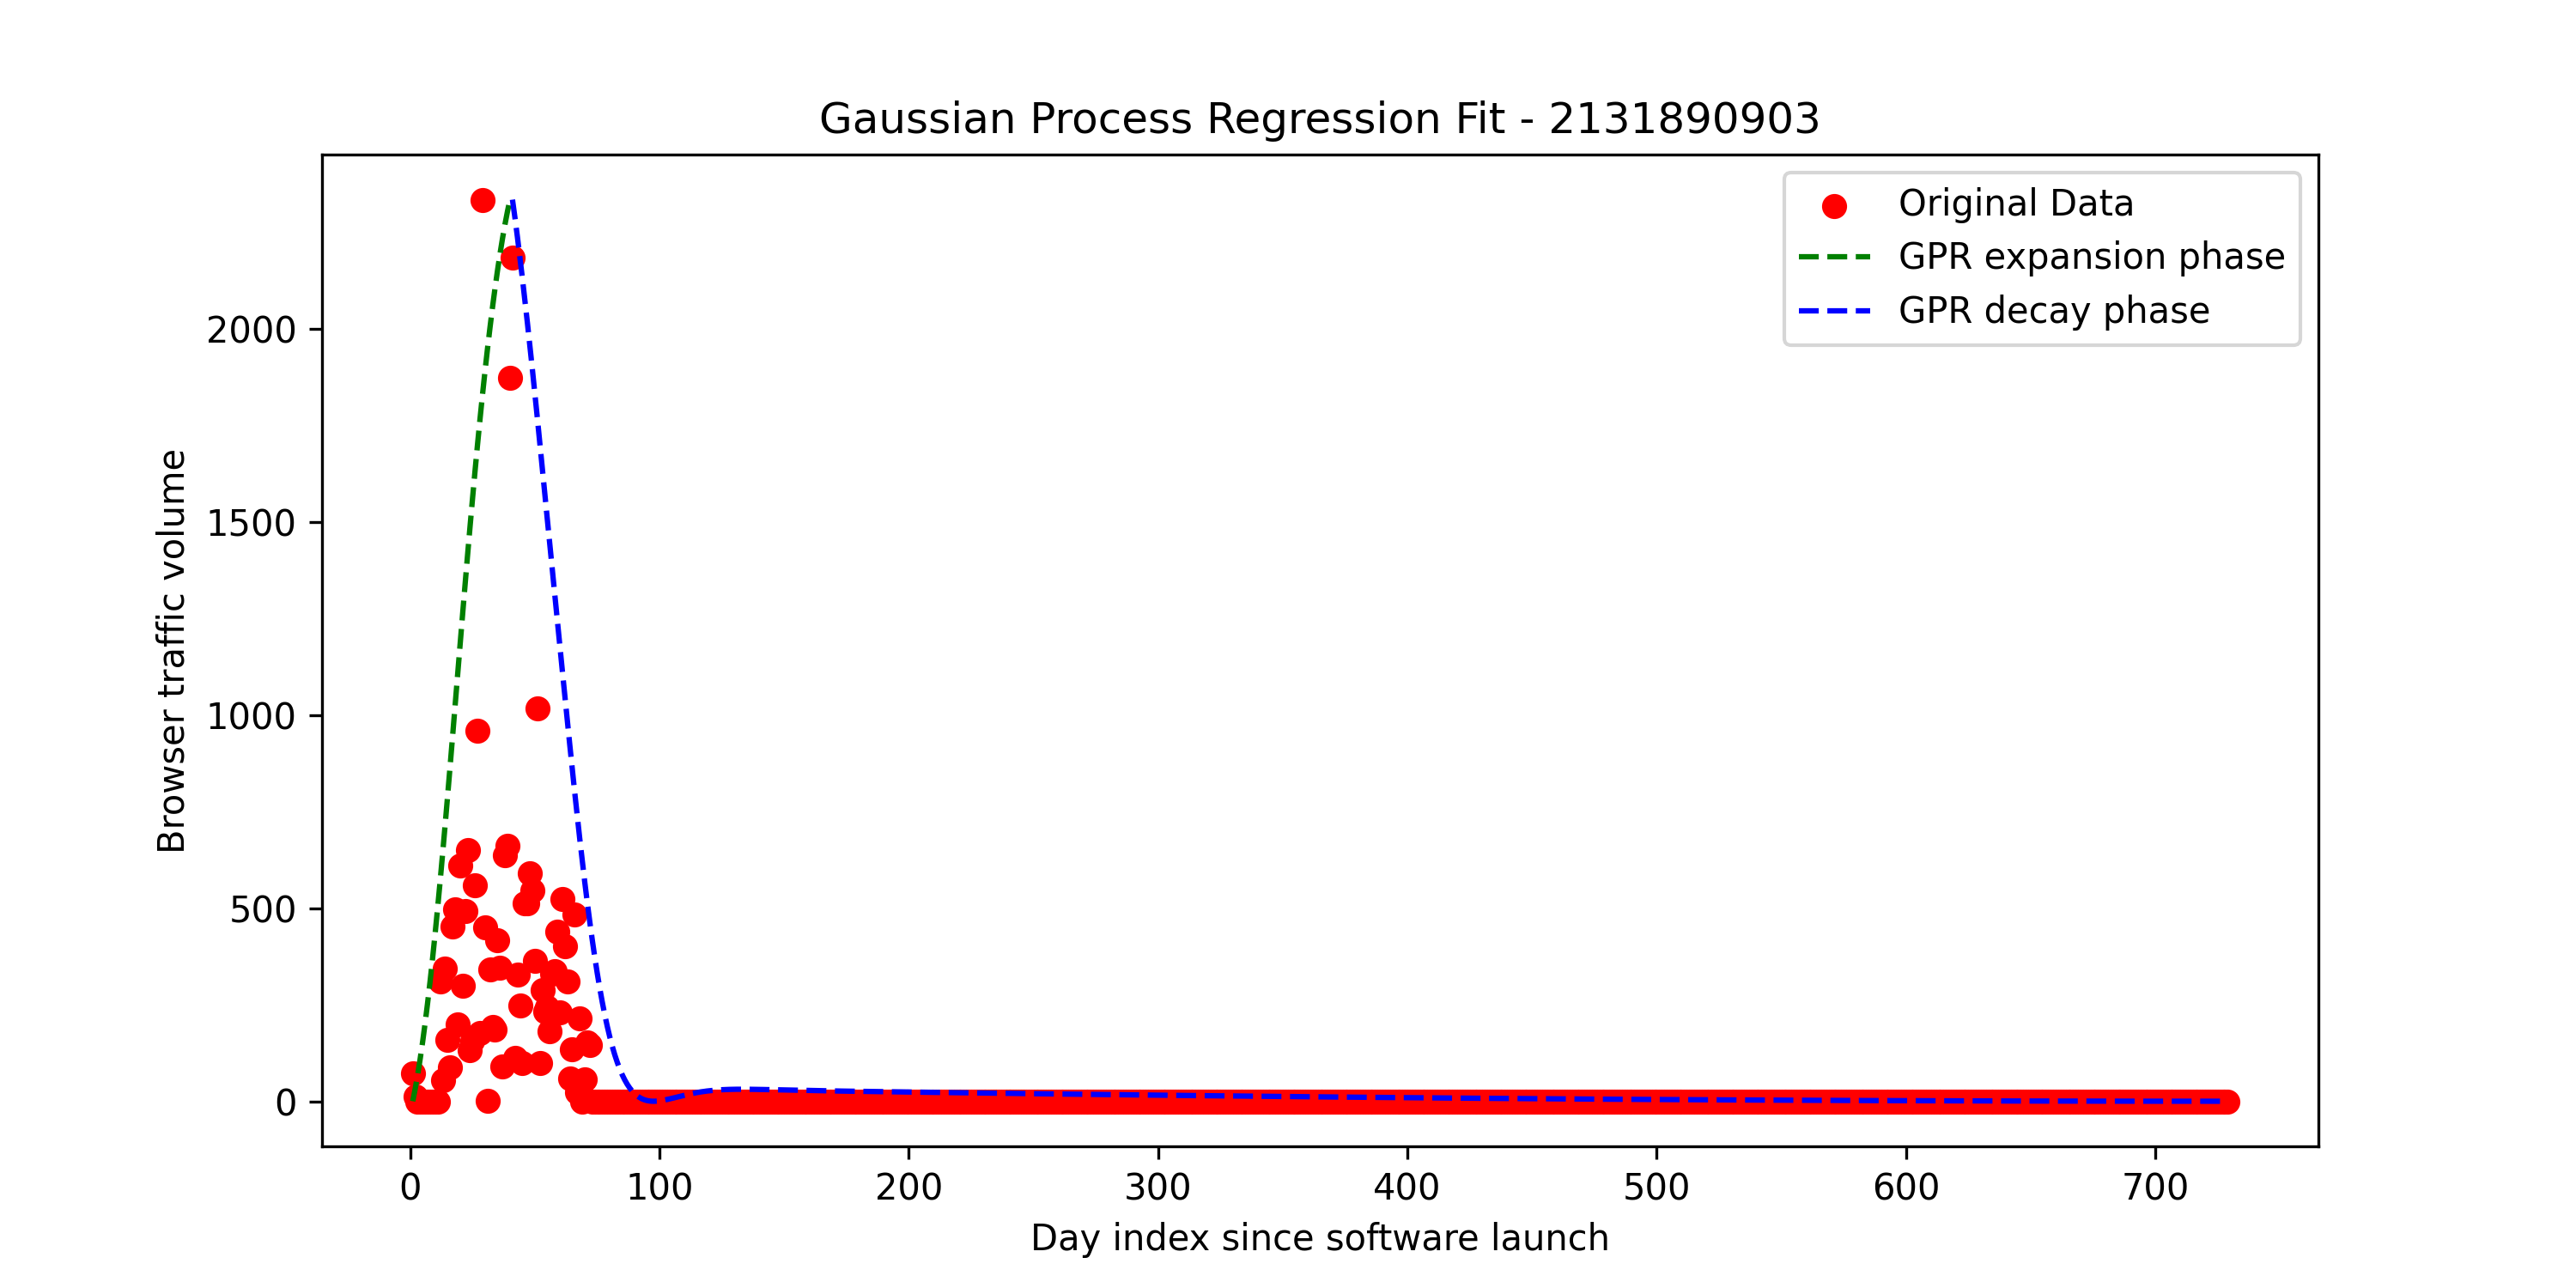 Gaussian Process Regression Fit - 2131890903
Original Data
GPR expansion phase
GPR decay phase
Browser traffic volume
2000
1500
1000
500
0
0 100 200 300 400 500 600 700
Day index since software launch